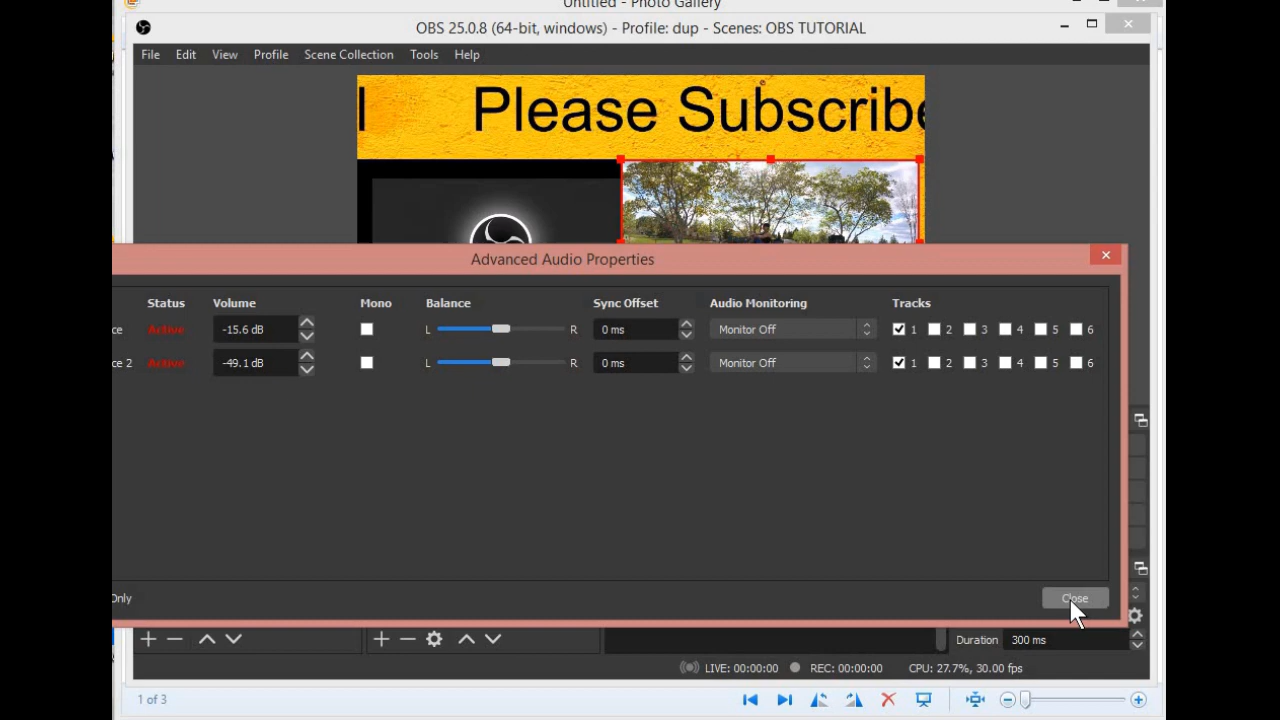 Untitled - Photo Gallery
OBS 25.0.8 (64-bit, windows) - Profile: dup - Scenes: OBS TUTORIAL
File Edit View Profile Scene Collection Tools Help
Please Subscribe
Advanced Audio Properties
Status Volume Mono Balance Sync Offset Audio Monitoring Tracks
ce Active -15.6 dB L R 0 ms Monitor Off 1 2 3 4 5 6
ce 2 Active -49.1 dB L R 0 ms Monitor Off 1 2 3 4 5 6
Only Close
Duration 300 ms
LIVE: 00:00:00 REC: 00:00:00 CPU: 27.7%, 30.00 fps
1 of 3